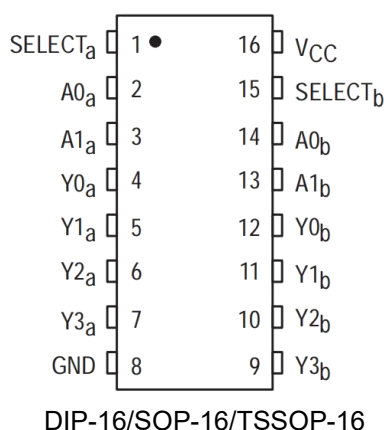 SELECTa 1 16 VCC
A0a 2 15 SELECTb
A1a 3 14 A0b
Y0a 4 13 A1b
Y1a 5 12 Y0b
Y2a 6 11 Y1b
Y3a 7 10 Y2b
GND 8 9 Y3b
DIP-16/SOP-16/TSSOP-16